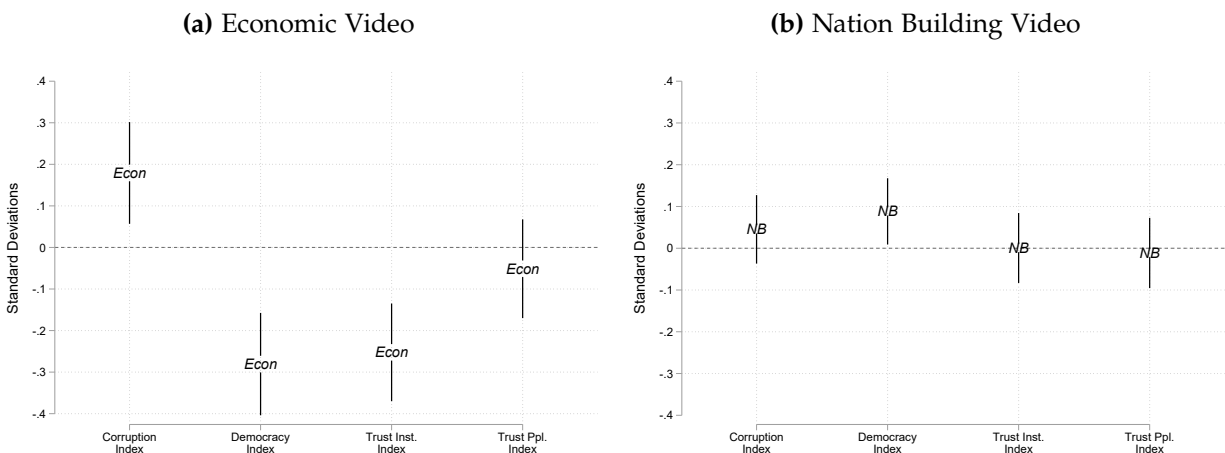 (a) Economic Video
.4
.3
.2
.1
0
-.1
-.2
-.3
-.4
Standard Deviations
Econ
Econ
Econ
Econ
Corruption
Index
Democracy
Index
Trust Inst.
Index
Trust Ppl.
Index
(b) Nation Building Video
.4
.3
.2
.1
0
-.1
-.2
-.3
-.4
Standard Deviations
NB
NB
NB
NB
Corruption
Index
Democracy
Index
Trust Inst.
Index
Trust Ppl.
Index